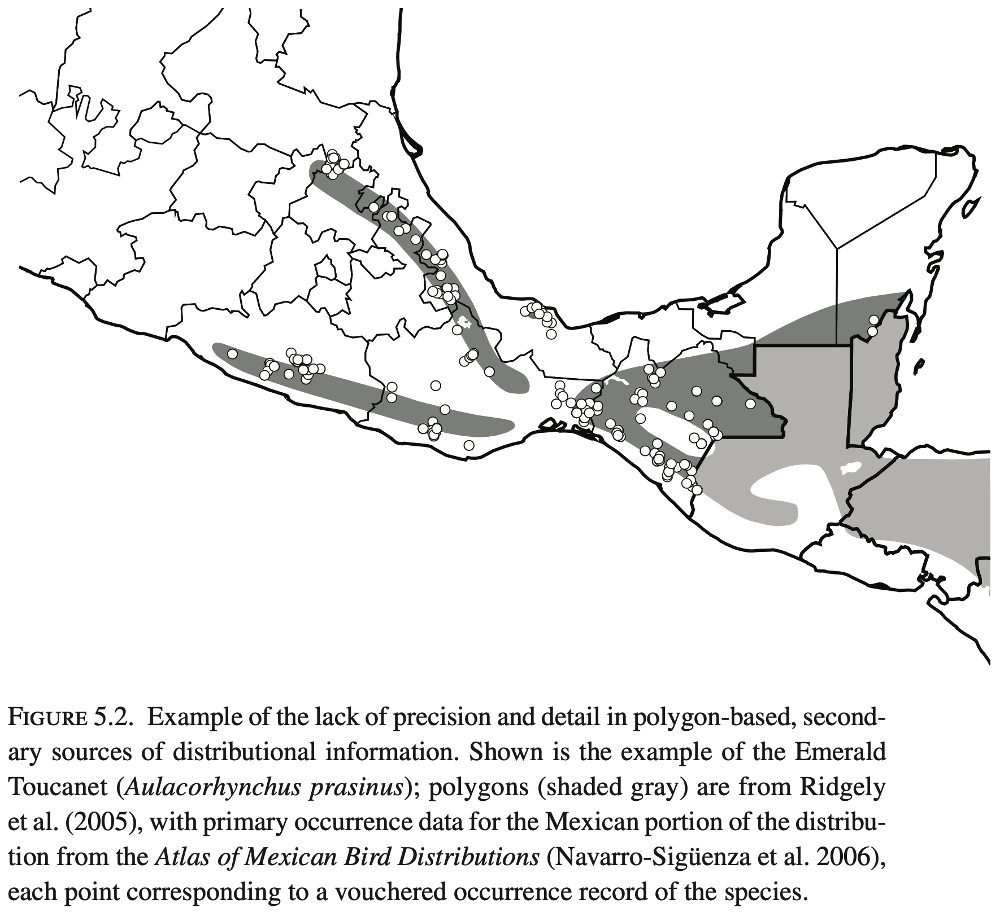 FIGURE 5.2. Example of the lack of precision and detail in polygon-based, second-
ary sources of distributional information. Shown is the example of the Emerald
Toucanet (Aulacorhynchus prasinus); polygons (shaded gray) are from Ridgely
et al. (2005), with primary occurrence data for the Mexican portion of the distribu-
tion from the Atlas of Mexican Bird Distributions (Navarro-Sigüenza et al. 2006),
each point corresponding to a vouchered occurrence record of the species.